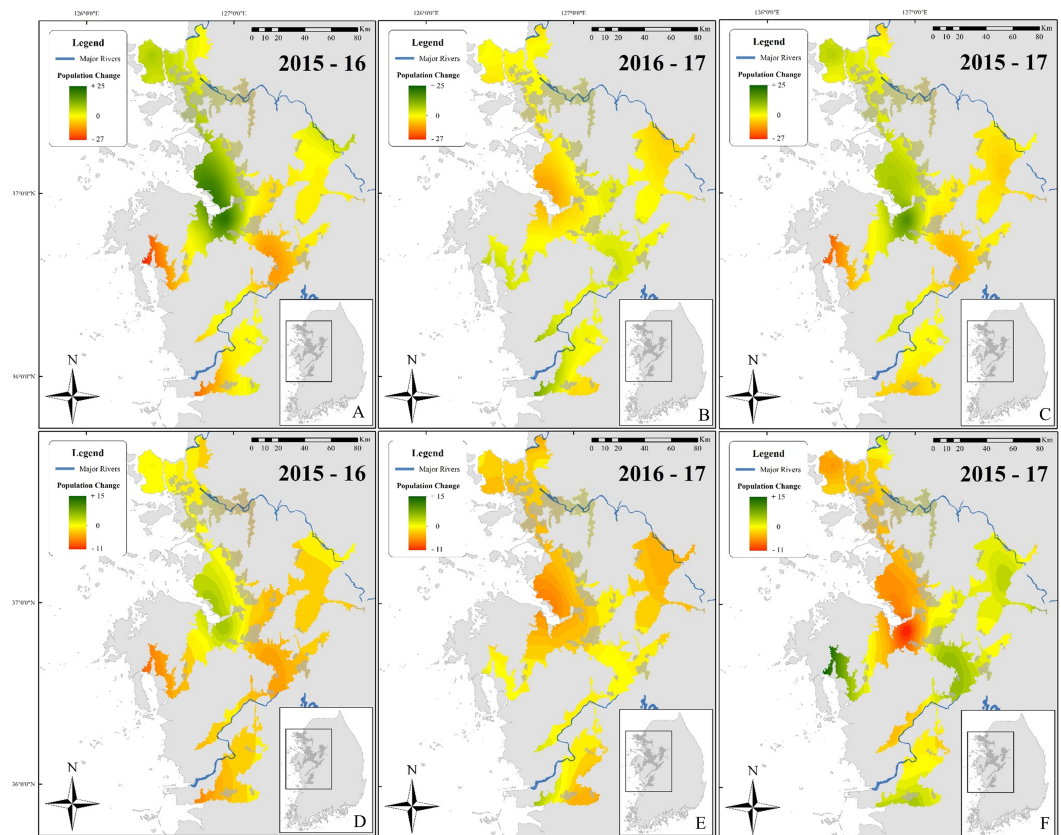 126°0'0"E 127°0'0"E
Legend
Major Rivers
Population Change
+ 25
0
- 27
Km
0 10 20 40 60 80
2015 - 16
37°0'0"N
36°0'0"N
N
A
127°0'0"E
Legend
Major Rivers
Population Change
+ 25
0
- 27
Km
0 10 20 40 60 80
2016 - 17
N
B
136°0'0"E 137°0'0"E
Legend
Major Rivers
Population Change
+ 25
0
- 27
Km
0 10 20 40 60 80
2015 - 17
N
C
Legend
Major Rivers
Population Change
+ 15
0
- 11
Km
0 10 20 40 60 80
2015 - 16
37°0'0"N
36°0'0"N
N
D
Legend
Major Rivers
Population Change
+ 15
0
- 11
Km
0 10 20 40 60 80
2016 - 17
N
E
Legend
Major Rivers
Population Change
+ 15
0
- 11
Km
0 10 20 40 60 80
2015 - 17
N
F